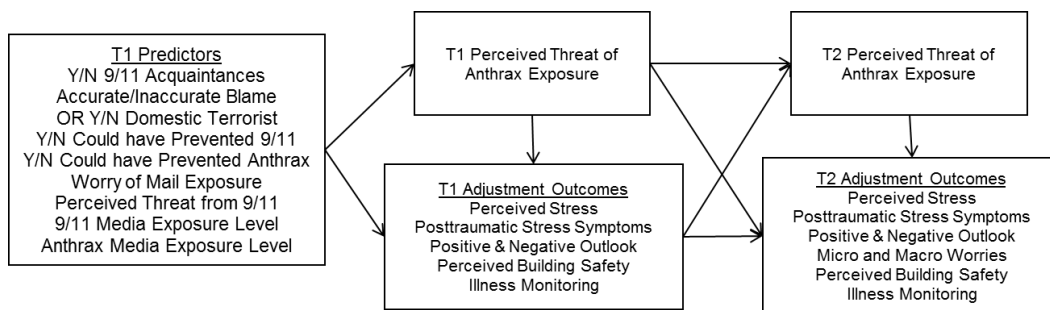 T1 Predictors
Y/N 9/11 Acquaintances
Accurate/Inaccurate Blame
OR Y/N Domestic Terrorist
Y/N Could have Prevented 9/11
Y/N Could have Prevented Anthrax
Worry of Mail Exposure
Perceived Threat from 9/11
9/11 Media Exposure Level
Anthrax Media Exposure Level
T1 Perceived Threat of
Anthrax Exposure
T1 Adjustment Outcomes
Perceived Stress
Posttraumatic Stress Symptoms
Positive & Negative Outlook
Perceived Building Safety
Illness Monitoring
T2 Perceived Threat of
Anthrax Exposure
T2 Adjustment Outcomes
Perceived Stress
Posttraumatic Stress Symptoms
Positive & Negative Outlook
Micro and Macro Worries
Perceived Building Safety
Illness Monitoring